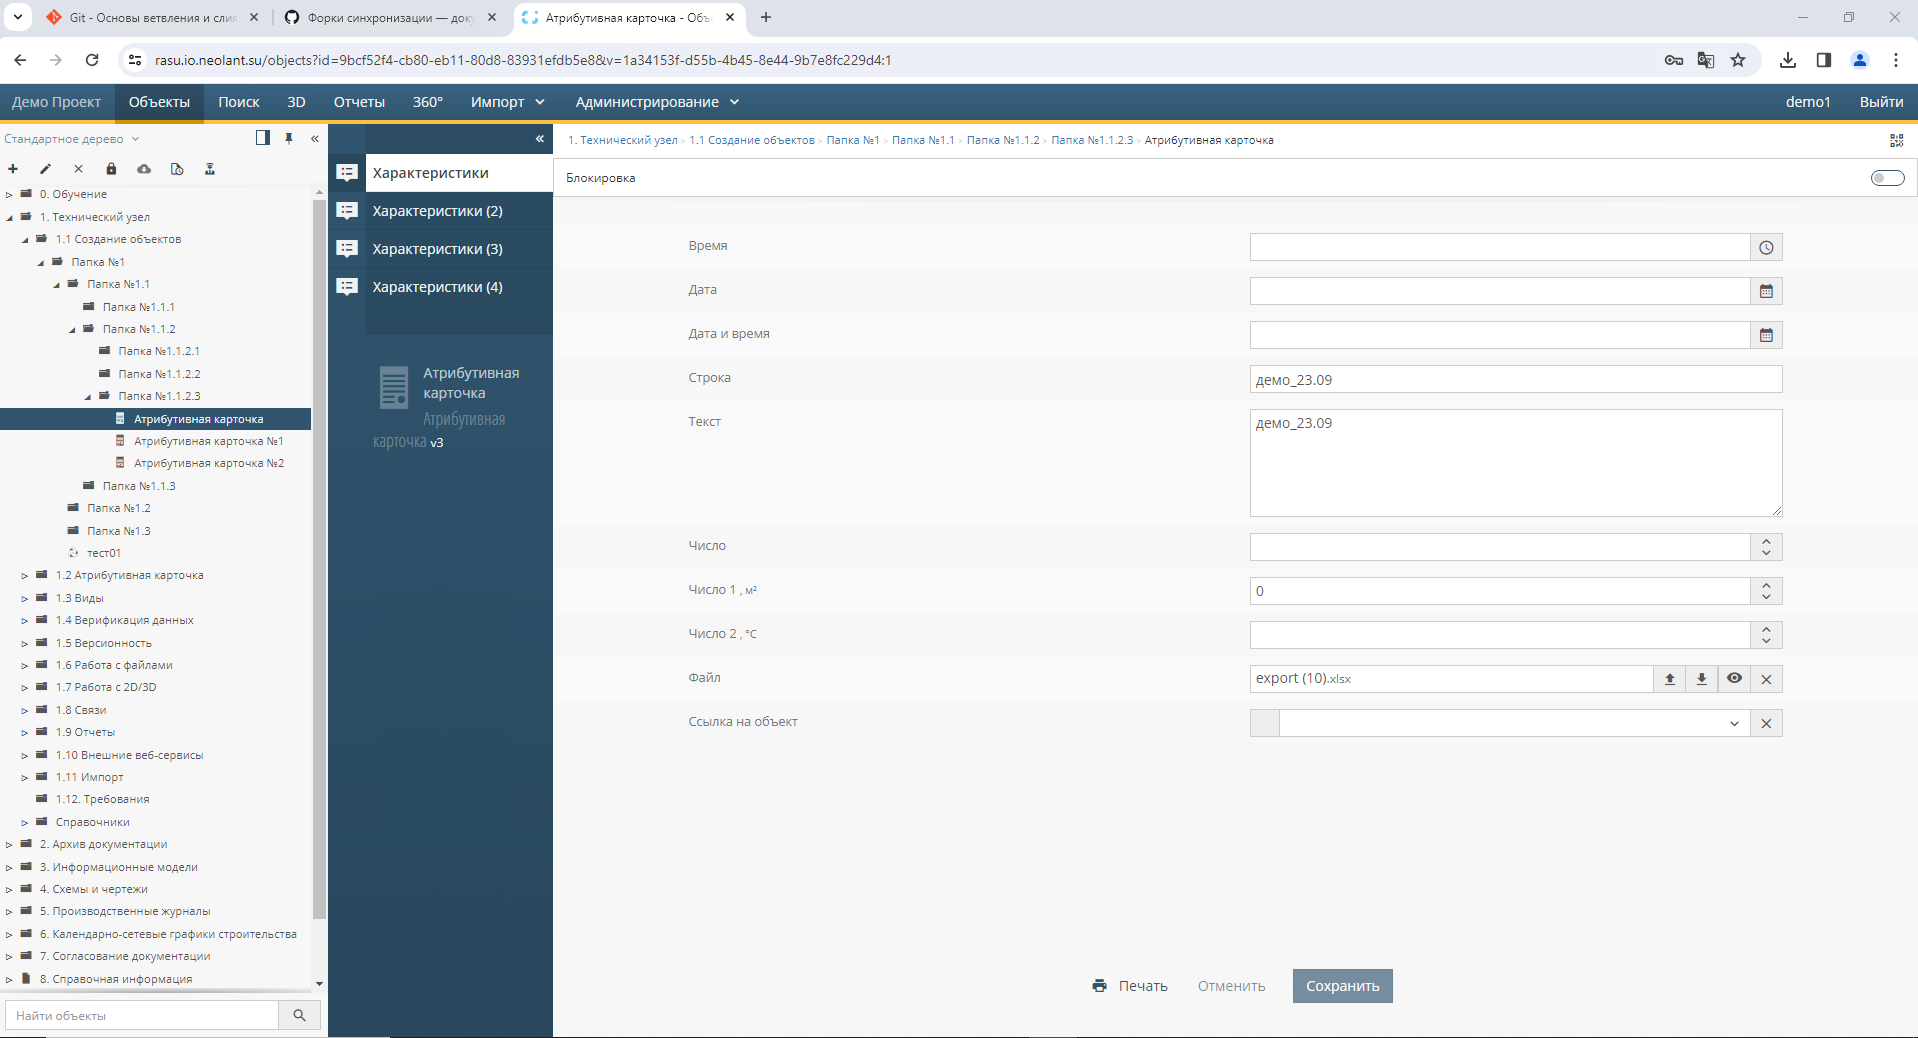 Git - Основы ветвления и слия
Форки синхронизации — док
Атрибутивная карточка - Объ
rasu.io.neolant.su/objects?id=9bcf52f4-cb80-eb11-80d8-83931efdb5e8&v=1a34153f-d55b-4b45-8e44-9b7e8fc229d4:1
Демо Проект
Объекты
Поиск
3D
Отчеты
360°
Импорт
Администрирование
demo1
Выйти
Стандартное дерево
0. Обучение
1. Технический узел
1.1 Создание объектов
Папка №1
Папка №1.1
Папка №1.1.1
Папка №1.1.2
Папка №1.1.2.1
Папка №1.1.2.2
Папка №1.1.2.3
Атрибутивная карточка
Атрибутивная карточка №1
Атрибутивная карточка №2
Папка №1.1.3
Папка №1.2
Папка №1.3
тест01
1.2 Атрибутивная карточка
1.3 Виды
1.4 Верификация данных
1.5 Версионность
1.6 Работа с файлами
1.7 Работа с 2D/3D
1.8 Связи
1.9 Отчеты
1.10 Внешние веб-сервисы
1.11 Импорт
1.12. Требования
Справочники
2. Архив документации
3. Информационные модели
4. Схемы и чертежи
5. Производственные журналы
6. Календарно-сетевые графики строительства
7. Согласование документации
8. Справочная информация
Найти объекты
Характеристики
Характеристики (2)
Характеристики (3)
Характеристики (4)
Атрибутивная
карточка
Атрибутивная
карточка v3
1. Технический узел > 1.1 Создание объектов > Папка №1 > Папка №1.1 > Папка №1.1.2 > Папка №1.1.2.3 > Атрибутивная карточка
Блокировка
Время
Дата
Дата и время
Строка
демо_23.09
Текст
демо_23.09
Число
Число 1 , м²
0
Число 2 , °C
Файл
export (10).xlsx
Ссылка на объект
Печать
Отменить
Сохранить